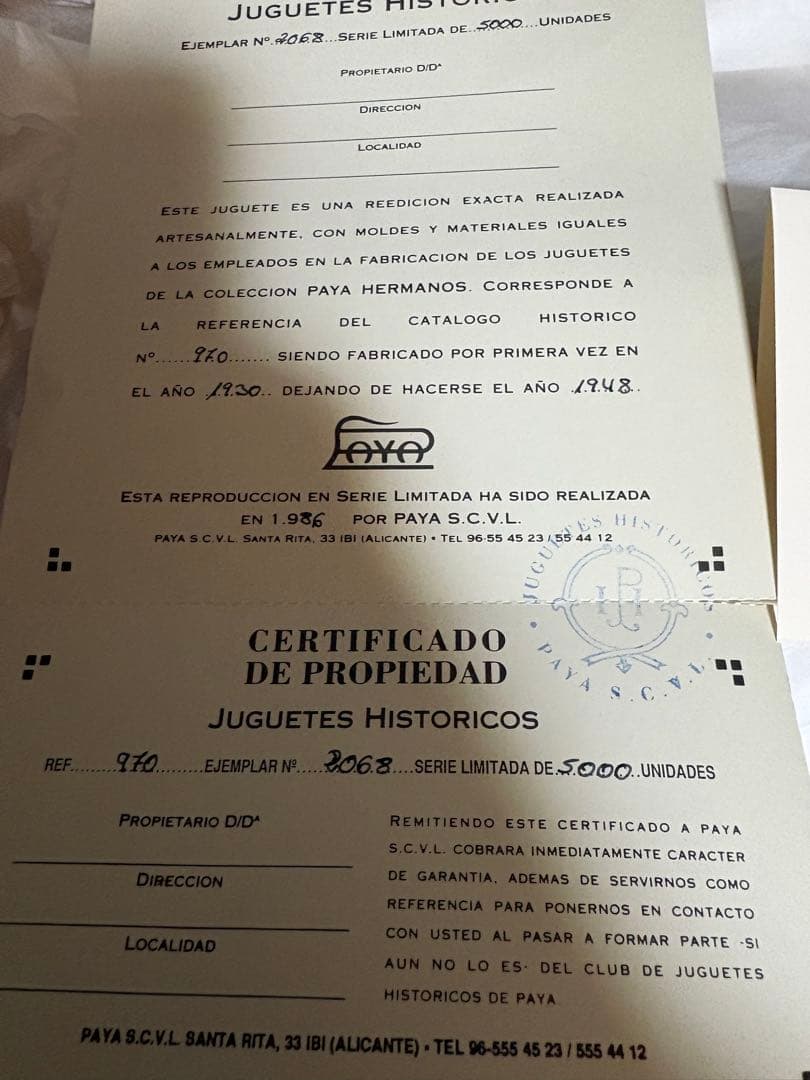 JUGUETES HISTORICOS
EJEMPLAR Nº.2068...SERIE LIMITADA DE..5000....UNIDADES
PROPIETARIO D/Dª
DIRECCION
LOCALIDAD
ESTE JUGUETE ES UNA REEDICION EXACTA REALIZADA
ARTESANALMENTE, CON MOLDES Y MATERIALES IGUALES
A LOS EMPLEADOS EN LA FABRICACION DE LOS JUGUETES
DE LA COLECCION PAYA HERMANOS. CORRESPONDE A
LA REFERENCIA DEL CATALOGO HISTORICO
Nº......970....... SIENDO FABRICADO POR PRIMERA VEZ EN
EL AÑO .1930.. DEJANDO DE HACERSE EL AÑO .1948..
PAYA
ESTA REPRODUCCION EN SERIE LIMITADA HA SIDO REALIZADA
EN 1.986 POR PAYA S.C.V.L.
PAYA S.C.V.L. SANTA RITA, 33 IBI (ALICANTE) • TEL 96-55 45 23 / 55 44 12
JUGUETES HISTORICOS
• PAYA S.C.V.L •
CERTIFICADO
DE PROPIEDAD
JUGUETES HISTORICOS
REF.........970........EJEMPLAR Nº.....2068....SERIE LIMITADA DE.5000..UNIDADES
PROPIETARIO D/Dª
DIRECCION
LOCALIDAD
REMITIENDO ESTE CERTIFICADO A PAYA
S.C.V.L. COBRARA INMEDIATAMENTE CARACTER
DE GARANTIA, ADEMAS DE SERVIRNOS COMO
REFERENCIA PARA PONERNOS EN CONTACTO
CON USTED AL PASAR A FORMAR PARTE -SI
AUN NO LO ES- DEL CLUB DE JUGUETES
HISTORICOS DE PAYA
PAYA S.C.V.L. SANTA RITA, 33 IBI (ALICANTE) • TEL 96-555 45 23 / 555 44 12